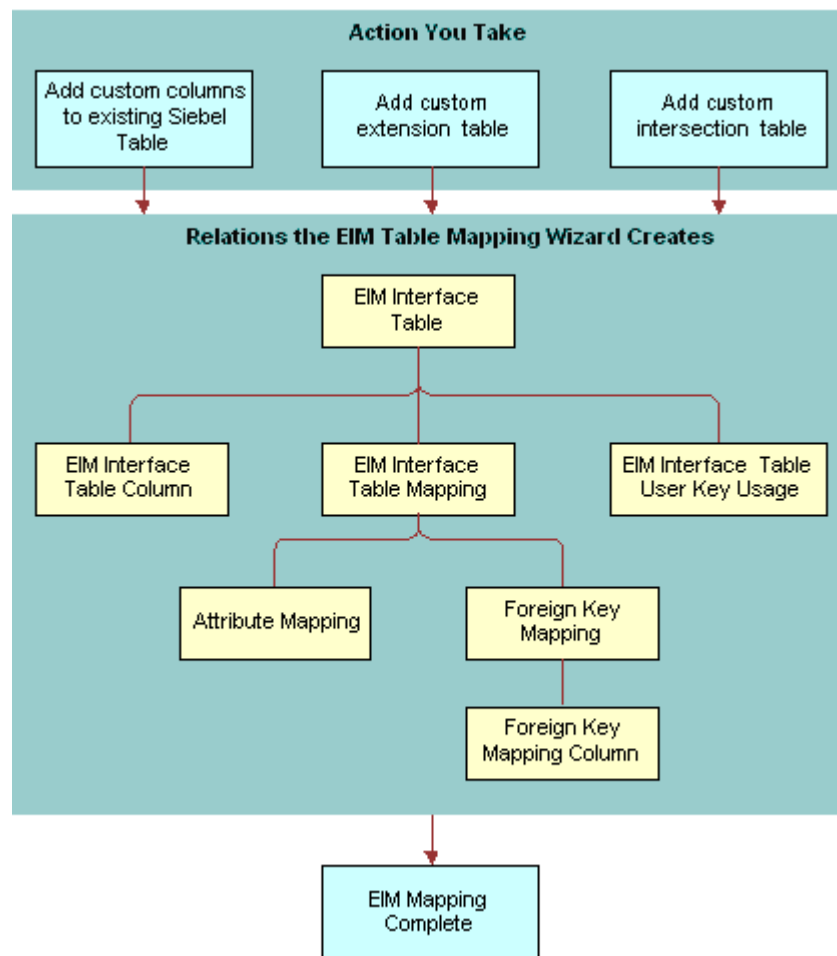 Action You Take
Add custom columns
to existing Siebel
Table
Add custom
extension table
Add custom
intersection table
Relations the EIM Table Mapping Wizard Creates
EIM Interface
Table
EIM Interface
Table Column
EIM Interface
Table Mapping
EIM Interface Table
User Key Usage
Attribute Mapping
Foreign Key
Mapping
Foreign Key
Mapping Column
EIM Mapping
Complete